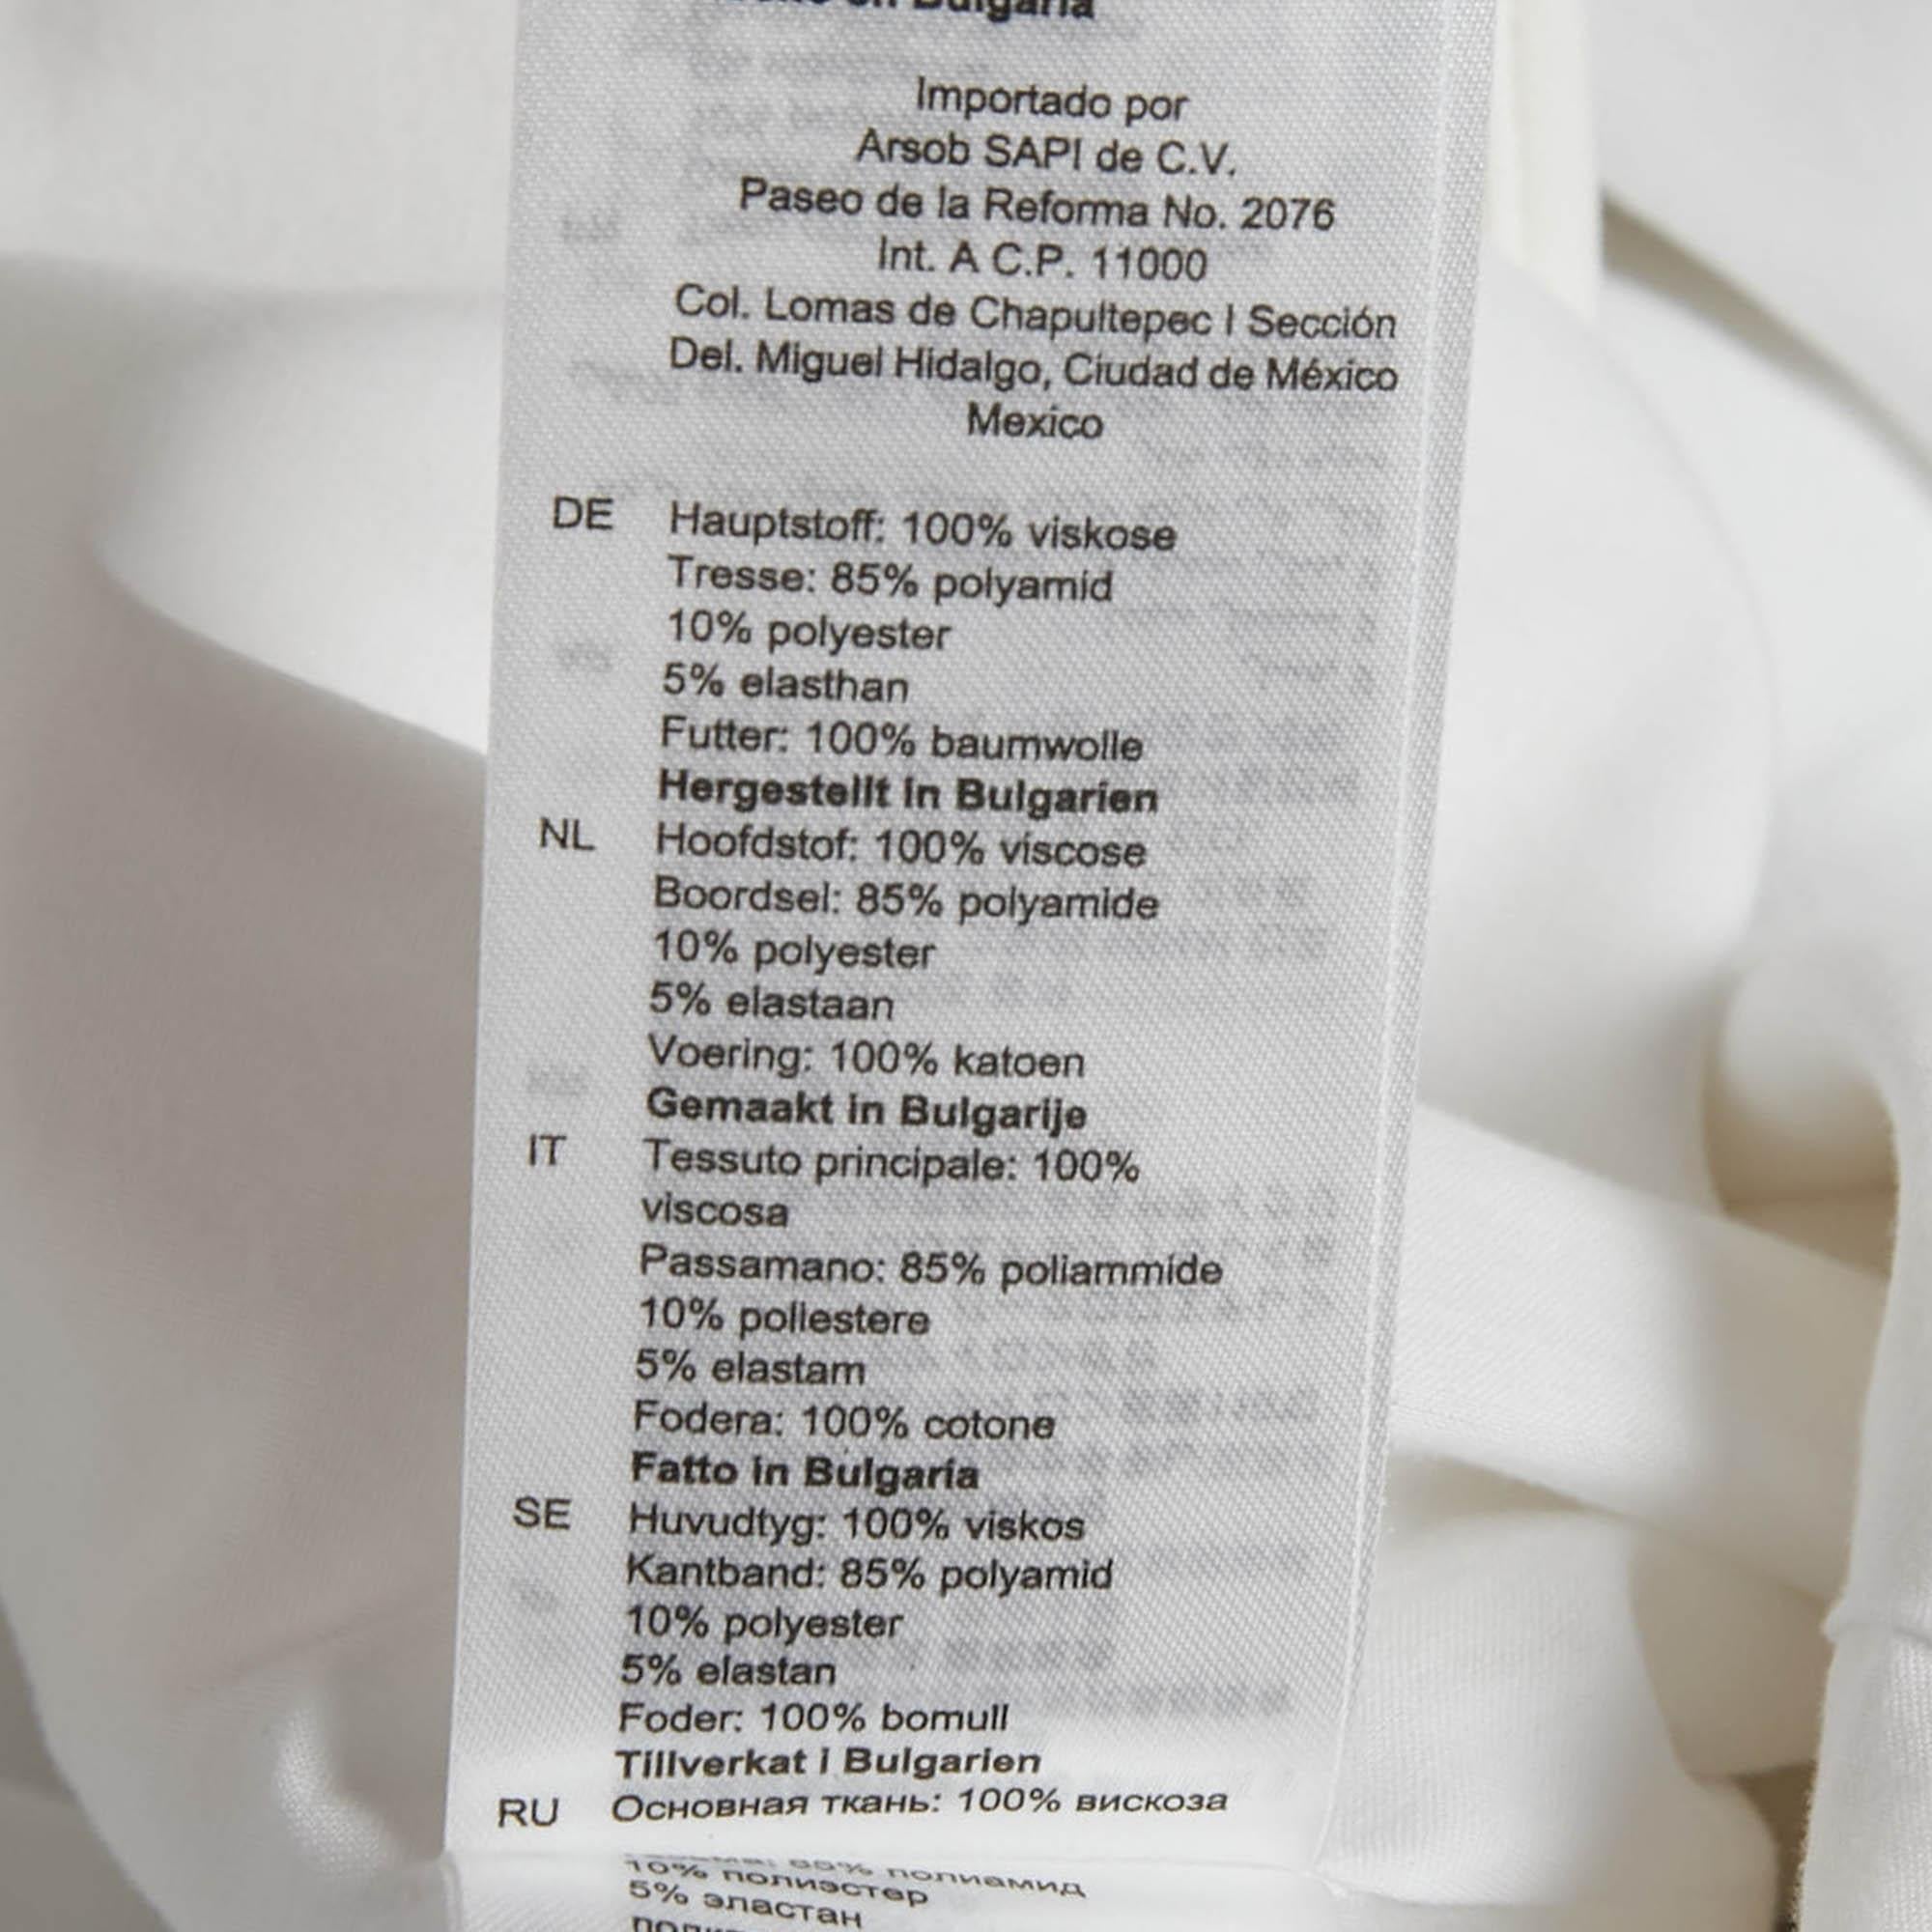 en Bulgaria
Importado por
Arsob SAPI de C.V.
Paseo de la Reforma No. 2076
Int. A C.P. 11000
Col. Lomas de Chapultepec I Sección
Del. Miguel Hidalgo, Ciudad de México
Mexico
DE Hauptstoff: 100% viskose
Tresse: 85% polyamid
10% polyester
5% elasthan
Futter: 100% baumwolle
Hergestellt in Bulgarien
NL Hoofdstof: 100% viscose
Boordsel: 85% polyamide
10% polyester
5% elastaan
Voering: 100% katoen
Gemaakt in Bulgarije
IT Tessuto principale: 100%
viscosa
Passamano: 85% poliammide
10% poliestere
5% elastam
Fodera: 100% cotone
Fatto in Bulgaria
SE Huvudtyg: 100% viskos
Kantband: 85% polyamid
10% polyester
5% elastan
Foder: 100% bomull
Tillverkat i Bulgarien
RU Основная ткань: 100% вискоза
85% полиамид
10% полиэстер
5% эластан